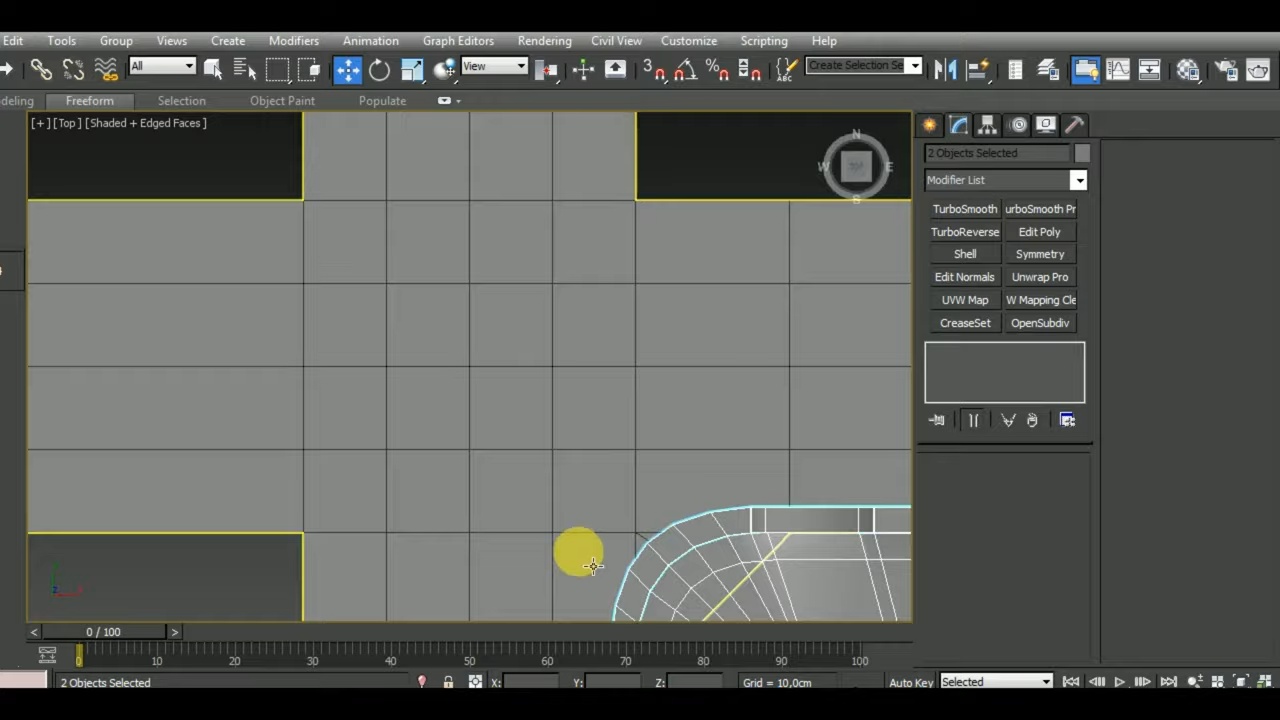 Edit Tools Group Views Create Modifiers Animation Graph Editors Rendering Civil View Customize Scripting Help
All View 3 Create Selection Se
deling Freeform Selection Object Paint Populate
[+] [Top] [Shaded + Edged Faces]
N
W E
S
2 Objects Selected
Modifier List
TurboSmooth urboSmooth Pr
TurboReverse Edit Poly
Shell Symmetry
Edit Normals Unwrap Pro
UVW Map W Mapping Cle
CreaseSet OpenSubdiv
< 0 / 100 >
0 10 20 30 40 50 60 70 80 90 100
2 Objects Selected X: Y: Z: Grid = 10,0cm Auto Key Selected